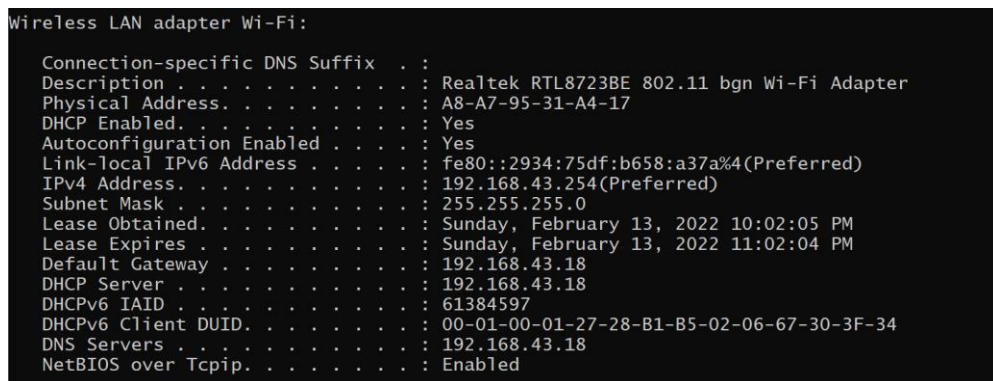 Wireless LAN adapter Wi-Fi:
Connection-specific DNS Suffix  . :
Description . . . . . . . . . . . : Realtek RTL8723BE 802.11 bgn Wi-Fi Adapter
Physical Address. . . . . . . . . : A8-A7-95-31-A4-17
DHCP Enabled. . . . . . . . . . . : Yes
Autoconfiguration Enabled . . . . : Yes
Link-local IPv6 Address . . . . . : fe80::2934:75df:b658:a37a%4(Preferred)
IPv4 Address. . . . . . . . . . . : 192.168.43.254(Preferred)
Subnet Mask . . . . . . . . . . . : 255.255.255.0
Lease Obtained. . . . . . . . . . : Sunday, February 13, 2022 10:02:05 PM
Lease Expires . . . . . . . . . . : Sunday, February 13, 2022 11:02:04 PM
Default Gateway . . . . . . . . . : 192.168.43.18
DHCP Server . . . . . . . . . . . : 192.168.43.18
DHCPv6 IAID . . . . . . . . . . . : 61384597
DHCPv6 Client DUID. . . . . . . . : 00-01-00-01-27-28-B1-B5-02-06-67-30-3F-34
DNS Servers . . . . . . . . . . . : 192.168.43.18
NetBIOS over Tcpip. . . . . . . . : Enabled